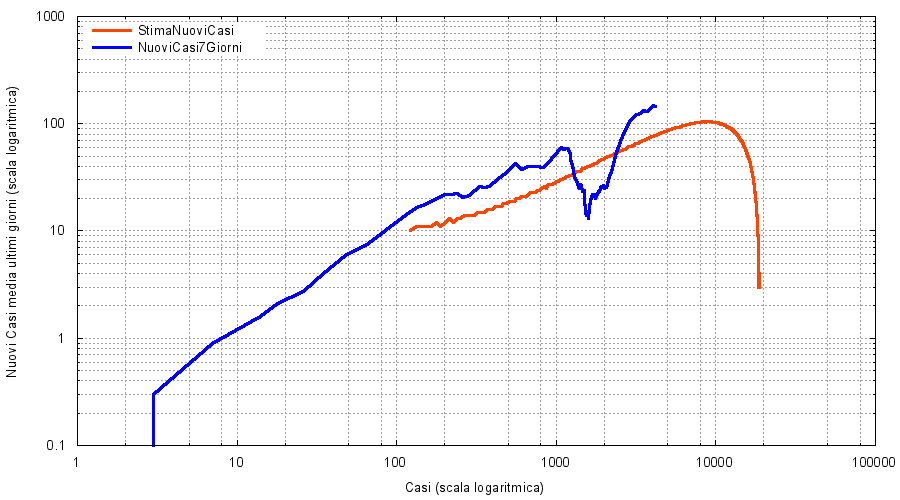 1000
StimaNuoviCasi
NuoviCasi7Giorni
100
10
1
0.1
Nuovi Casi media ultimi giorni (scala logaritmica)
1 10 100 1000 10000 100000
Casi (scala logaritmica)